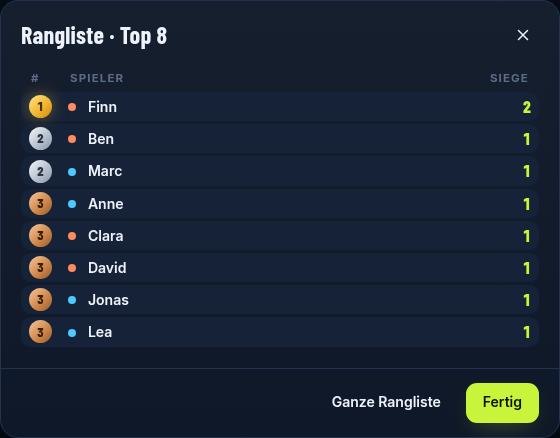 Rangliste · Top 8
# SPIELER SIEGE
1 Finn 2
2 Ben 1
2 Marc 1
3 Anne 1
3 Clara 1
3 David 1
3 Jonas 1
3 Lea 1
Ganze Rangliste Fertig